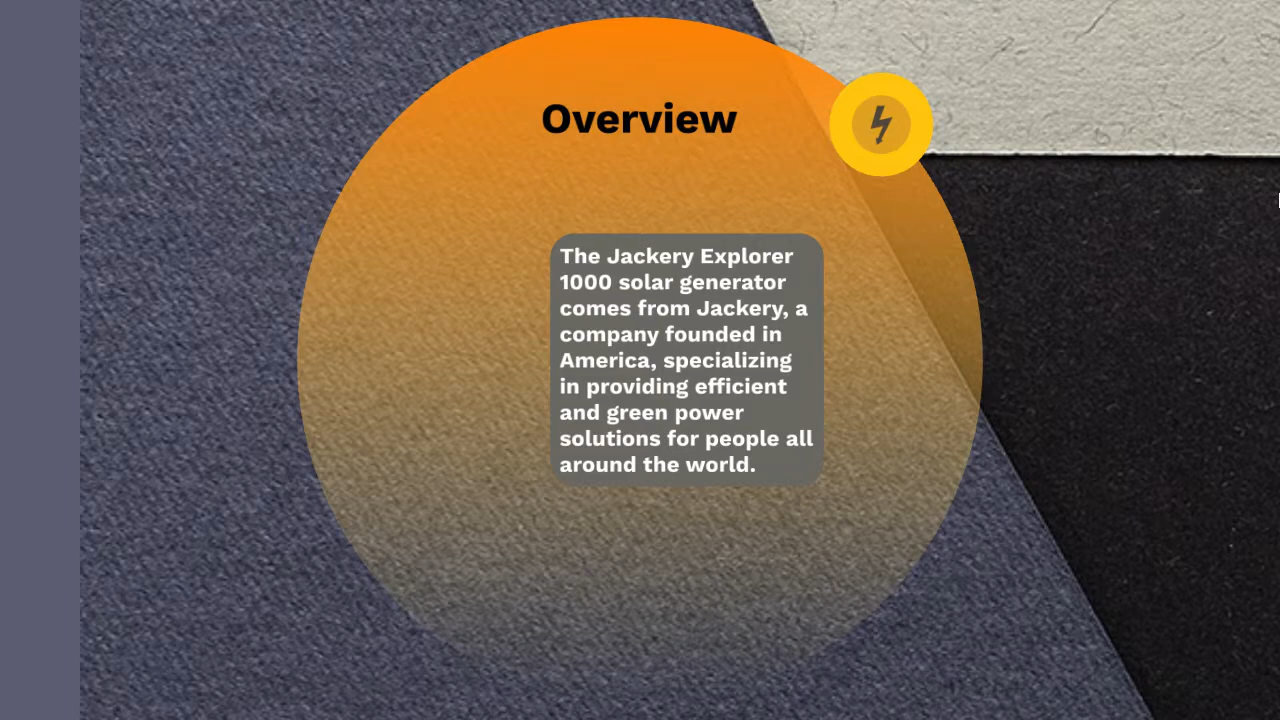 Overview
The Jackery Explorer
1000 solar generator
comes from Jackery, a
company founded in
America, specializing
in providing efficient
and green power
solutions for people all
around the world.